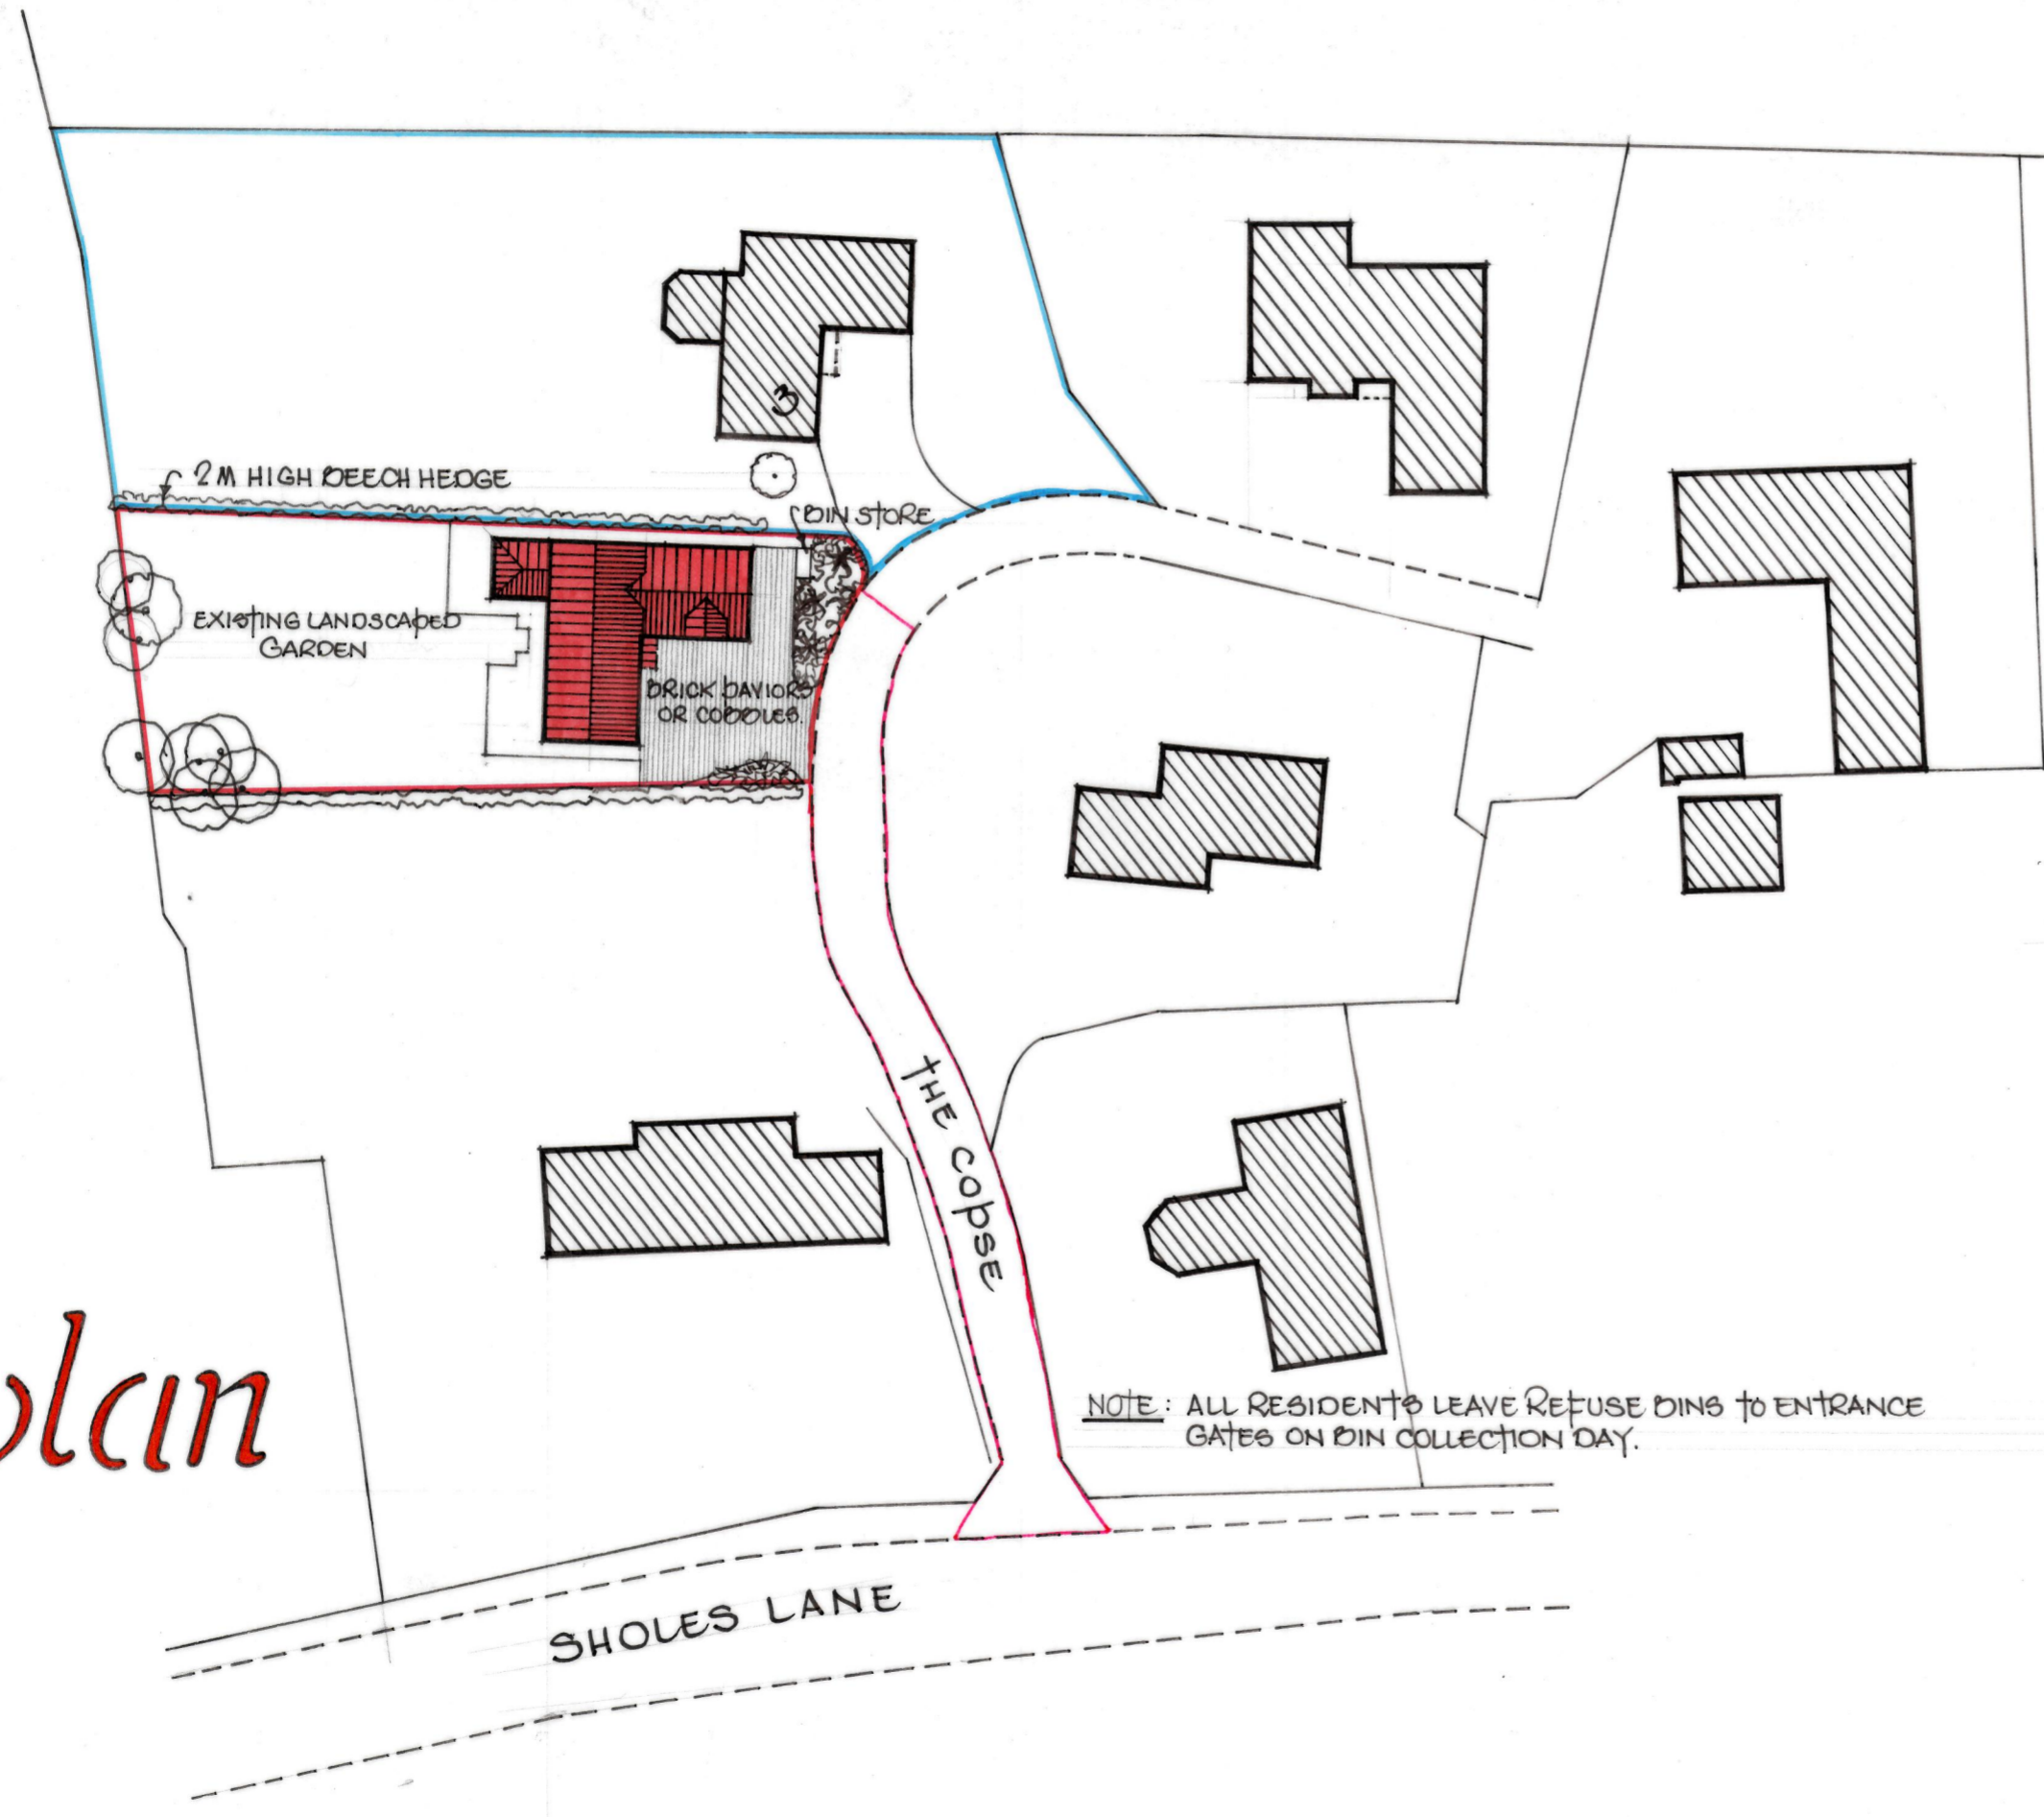 3
2M HIGH BEECH HEDGE
BIN STORE
EXISTING LANDSCAPED
GARDEN
BRICK PAVIORS
OR COBBLES.
THE COPSE
plan
NOTE: ALL RESIDENTS LEAVE REFUSE BINS TO ENTRANCE
GATES ON BIN COLLECTION DAY.
SHOLES LANE